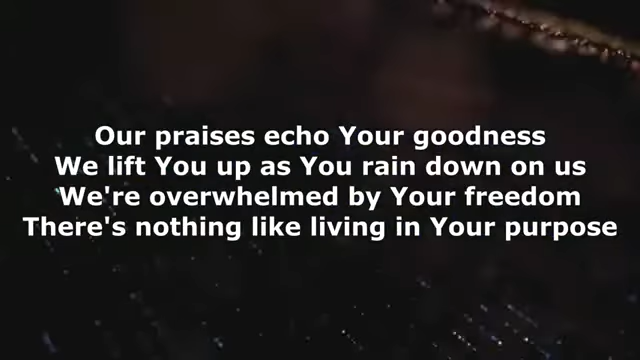 Our praises echo Your goodness
We lift You up as You rain down on us
We're overwhelmed by Your freedom
There's nothing like living in Your purpose